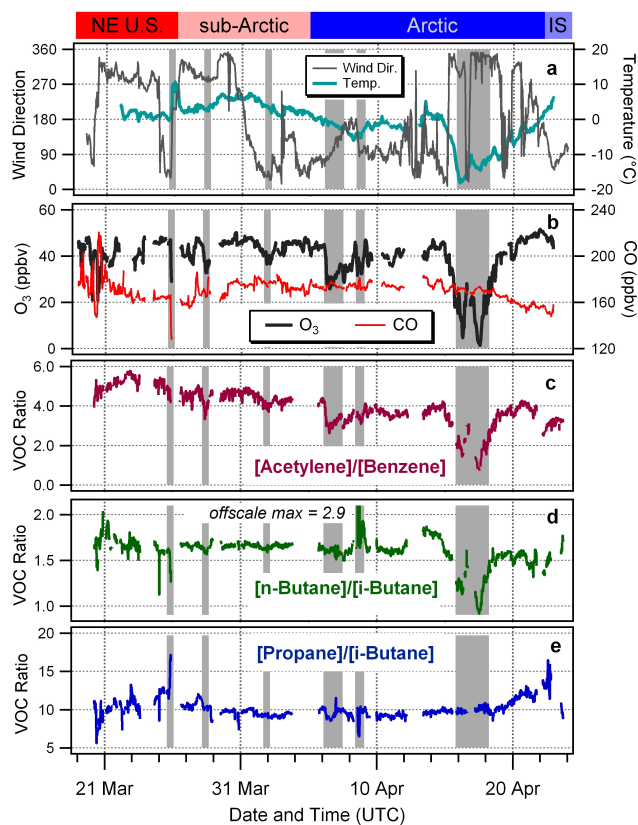 NE U.S. sub-Arctic Arctic IS
360
270
180
90
0
Wind Direction
a
Wind Dir.
Temp.
20
10
0
-10
-20
Temperature (°C)
60
40
20
0
O3 (ppbv)
b
O3 CO
240
200
160
120
CO (ppbv)
6.0
4.0
2.0
0.0
VOC Ratio
c
[Acetylene]/[Benzene]
2.0
1.5
1.0
VOC Ratio
offscale max = 2.9
d
[n-Butane]/[i-Butane]
20
15
10
5
VOC Ratio
[Propane]/[i-Butane]
e
21 Mar 31 Mar 10 Apr 20 Apr
Date and Time (UTC)